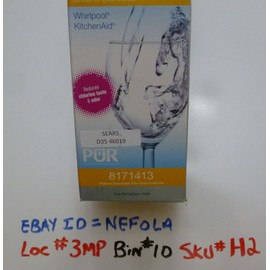 Whirlpool®
KitchenAid®
Reduces
chlorine taste
& odor
SEARS
D35 46019
PUR
8171413
EBAY ID = NEFOLA
Loc #3MP Bin #10 SKU# H2